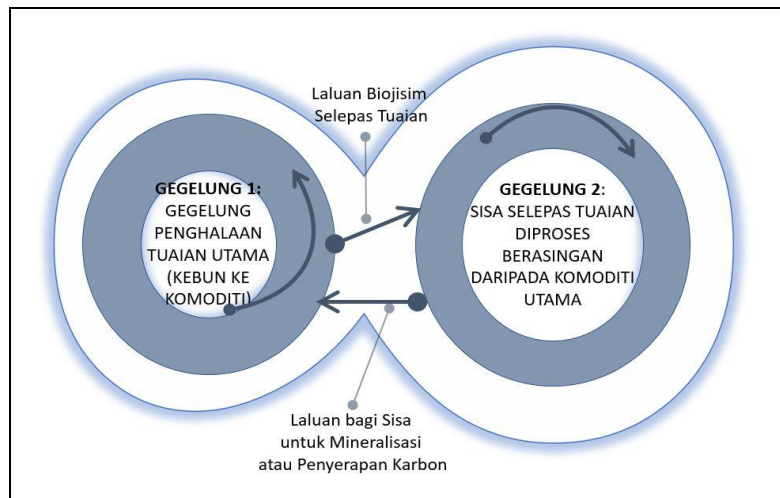 Laluan Biojisim
Selepas Tuaian
GEGELUNG 1:
GEGELUNG
PENGHALAAN
TUAIAN UTAMA
(KEBUN KE
KOMODITI)
GEGELUNG 2:
SISA SELEPAS TUAIAN
DIPROSES
BERASINGAN
DARIPADA KOMODITI
UTAMA
Laluan bagi Sisa
untuk Mineralisasi
atau Penyerapan Karbon